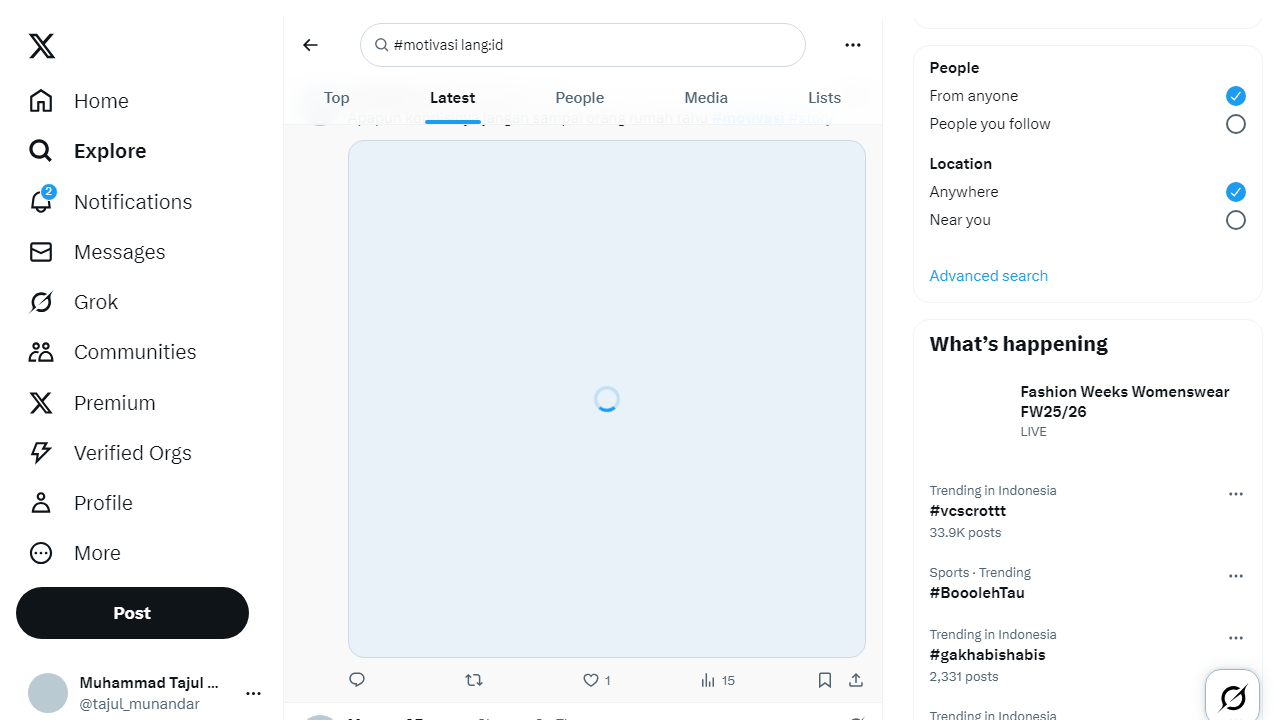 Home
Explore
2
Notifications
Messages
Grok
Communities
Premium
Verified Orgs
Profile
More
Post
Muhammad Tajul ...
@tajul_munandar
#motivasi lang:id
Top
Latest
People
Media
Lists
#motivasi #story
1
15
People
From anyone
People you follow
Location
Anywhere
Near you
Advanced search
What's happening
Fashion Weeks Womenswear
FW25/26
LIVE
Trending in Indonesia
#vcscrottt
33.9K posts
Sports · Trending
#BooolehTau
Trending in Indonesia
#gakhabishabis
2,331 posts
Trending in Indonesia